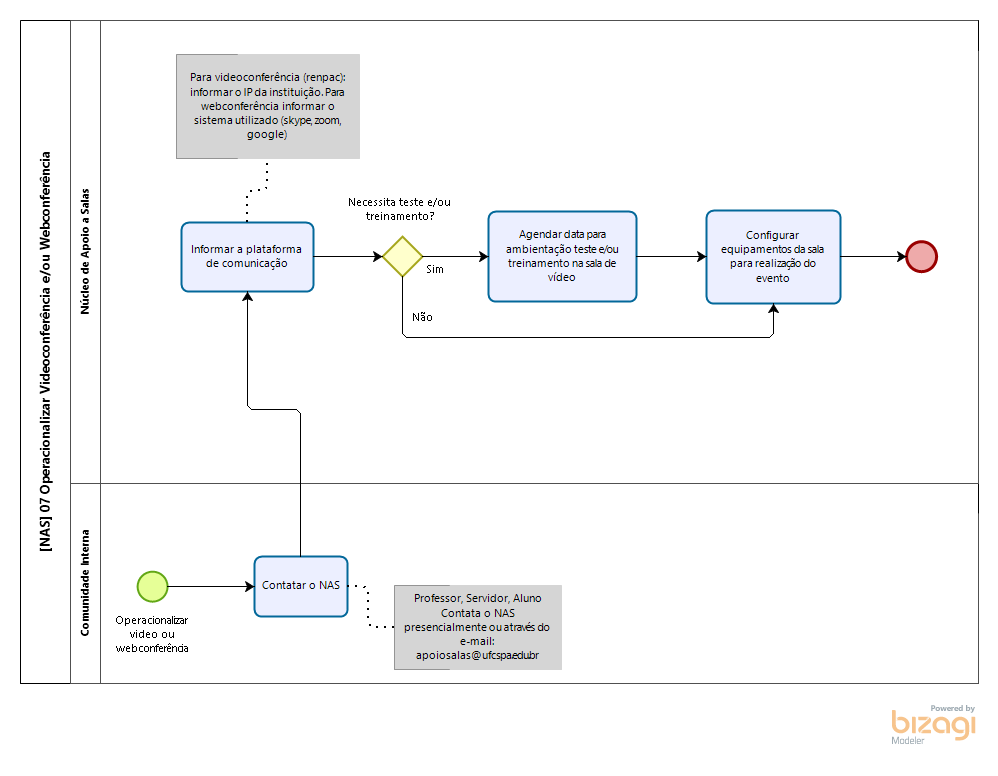 [NAS] 07 Operacionalizar Videoconferência e/ou Webconferência
Núcleo de Apoio a Salas
Para videoconferência (renpac):
informar o IP da instituição. Para
webconferência informar o
sistema utilizado (skype, zoom,
google)
Informar a plataforma
de comunicação
Necessita teste e/ou
treinamento?
Sim
Não
Agendar data para
ambientação teste e/ou
treinamento na sala de
vídeo
Configurar
equipamentos da sala
para realização do
evento
Comunidade Interna
Operacionalizar
video ou
webconferência
Contatar o NAS
Professor, Servidor, Aluno
Contata o NAS
presencialmente ou através do
e-mail:
apoiosalas@ufcspa.edu.br
Powered by
bizagi
Modeler